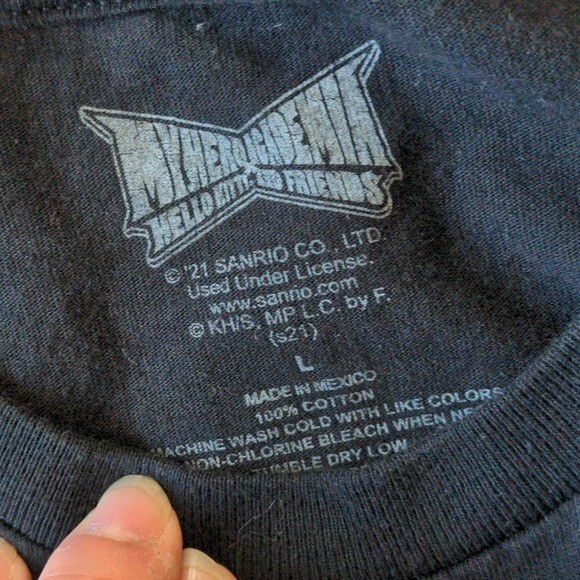 MY HERO ACADEMIA
HELLO KITTY AND FRIENDS
© '21 SANRIO CO., LTD.
Used Under License.
www.sanrio.com
© KH/S, MP L.C. by F.
(s21)
L
MADE IN MEXICO
100% COTTON
MACHINE WASH COLD WITH LIKE COLORS
NON-CHLORINE BLEACH WHEN
TUMBLE DRY LOW